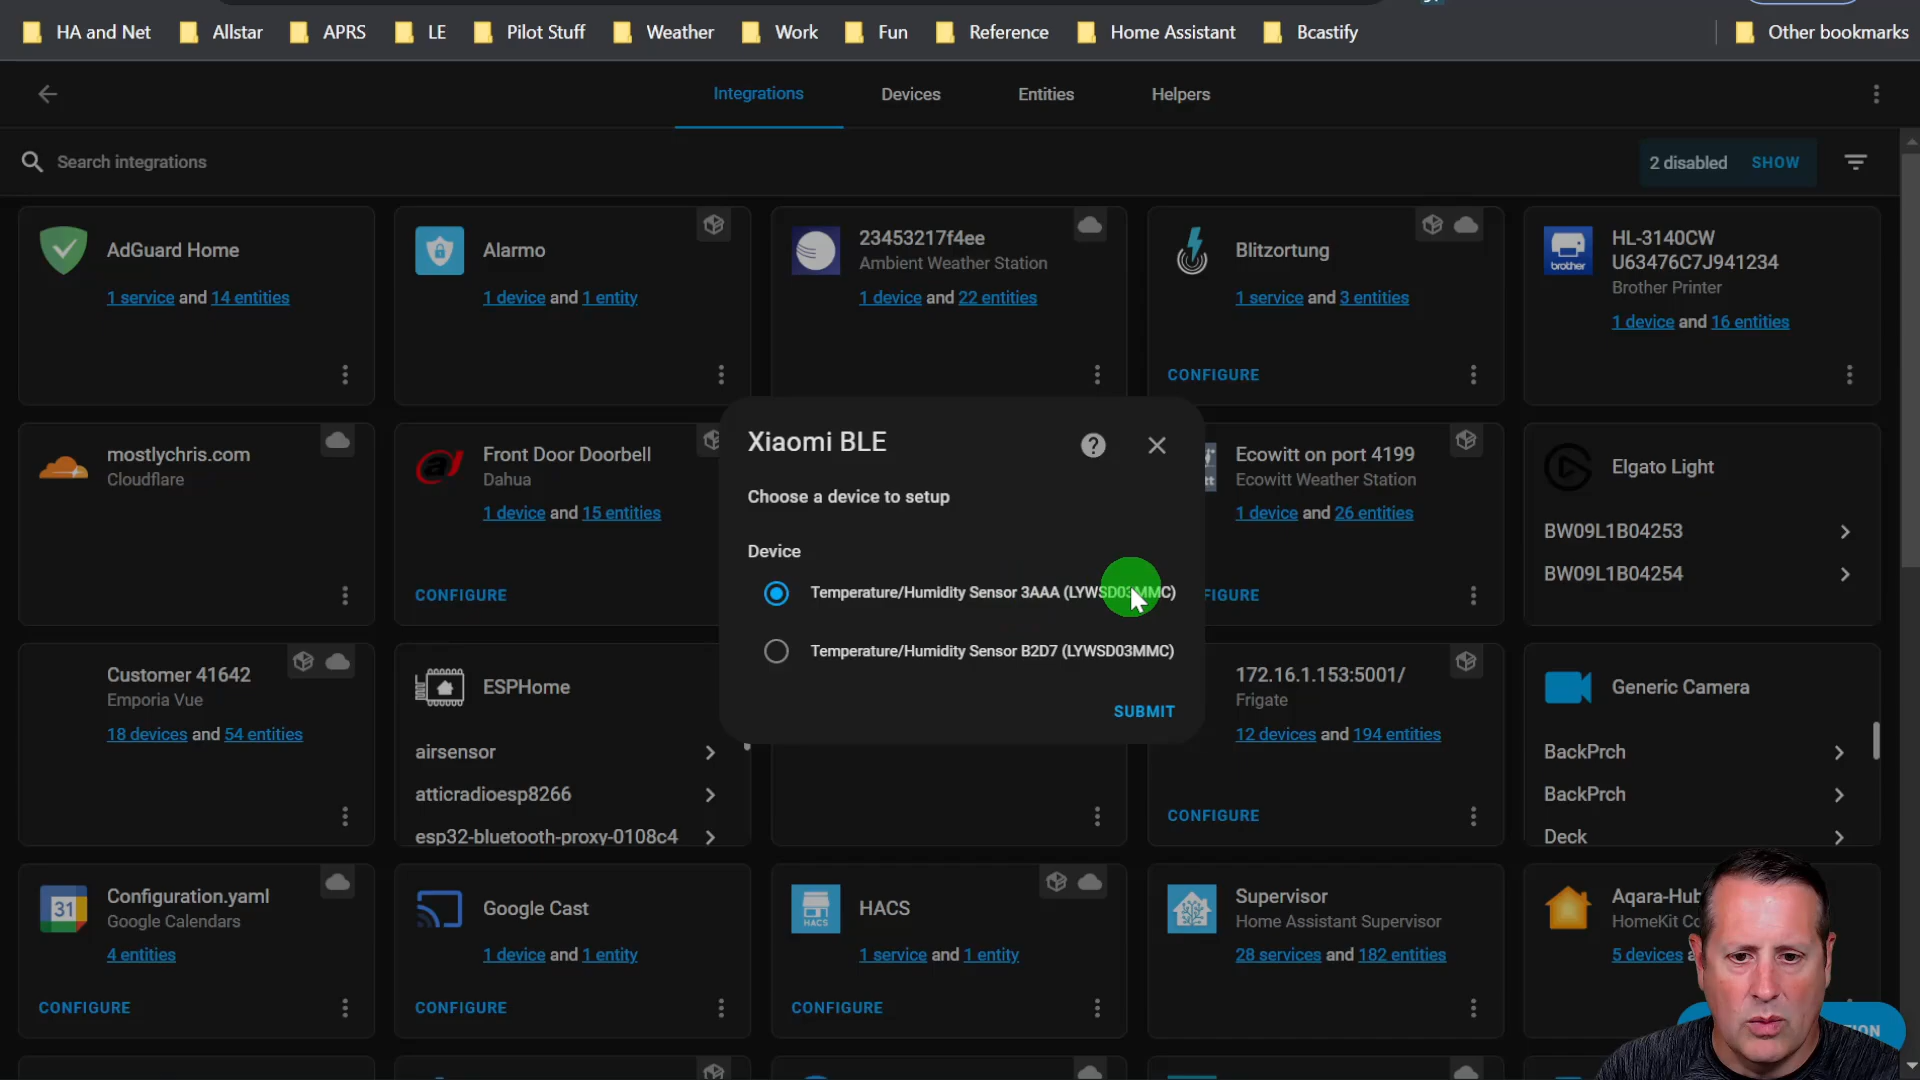 HA and Net
Allstar
APRS
LE
Pilot Stuff
Weather
Work
Fun
Reference
Home Assistant
Bcastify
Other bookmarks
Integrations
Devices
Entities
Helpers
Search integrations
2 disabled
SHOW
AdGuard Home
1 service and 14 entities
Alarmo
1 device and 1 entity
23453217f4ee
Ambient Weather Station
1 device and 22 entities
Blitzortung
1 service and 3 entities
CONFIGURE
brother
HL-3140CW
U63476C7J941234
Brother Printer
1 device and 16 entities
mostlychris.com
Cloudflare
Front Door Doorbell
Dahua
1 device and 15 entities
CONFIGURE
Xiaomi BLE
Choose a device to setup
Device
Temperature/Humidity Sensor 3AAA (LYWSD03MMC)
Temperature/Humidity Sensor B2D7 (LYWSD03MMC)
SUBMIT
Ecowitt on port 4199
Ecowitt Weather Station
1 device and 26 entities
FIGURE
Elgato Light
BW09L1B04253
BW09L1B04254
Customer 41642
Emporia Vue
18 devices and 54 entities
ESPHome
airsensor
atticradioesp8266
esp32-bluetooth-proxy-0108c4
172.16.1.153:5001/
Frigate
12 devices and 194 entities
CONFIGURE
Generic Camera
BackPrch
BackPrch
Deck
31
Configuration.yaml
Google Calendars
4 entities
CONFIGURE
Google Cast
1 device and 1 entity
CONFIGURE
HACS
HACS
1 service and 1 entity
CONFIGURE
Supervisor
Home Assistant Supervisor
28 services and 182 entities
Aqara-Hub
HomeKit Co
5 devices a